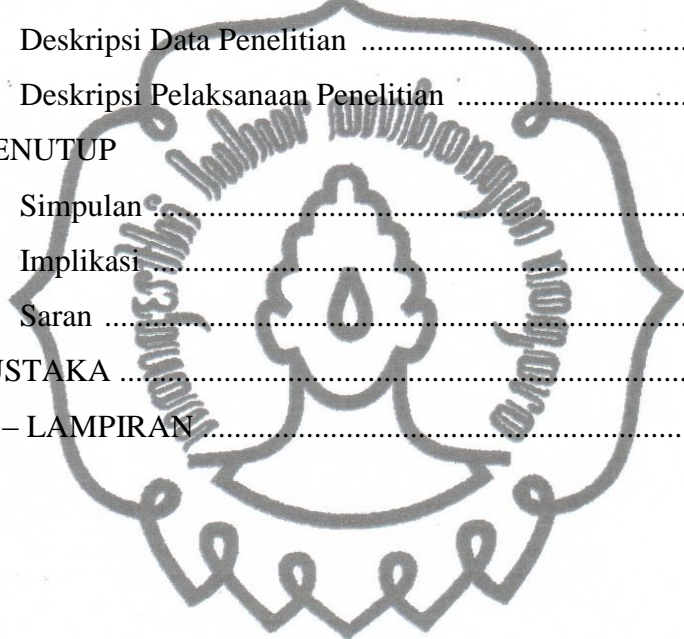 Deskripsi Data Penelitian ........................................
Deskripsi Pelaksanaan Penelitian ............................
ENUTUP
Simpulan ....................................................................
Implikasi ....................................................................
Saran ..........................................................................
USTAKA ........................................................................
– LAMPIRAN ............................................................